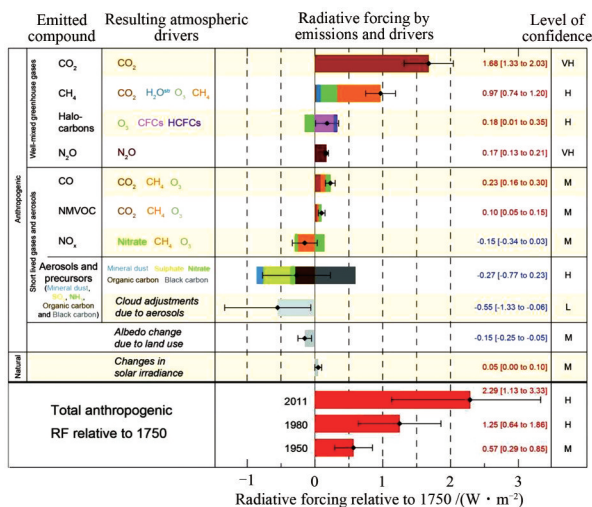 Emitted compound
Resulting atmospheric drivers
Radiative forcing by emissions and drivers
Level of confidence
Anthropogenic
Well-mixed greenhouse gases
CO₂
CO₂
1.68 [1.33 to 2.03]
VH
CH₄
CO₂ H₂Oˢᵗʳ O₃ CH₄
0.97 [0.74 to 1.20]
H
Halo-carbons
O₃ CFCs HCFCs
0.18 [0.01 to 0.35]
H
N₂O
N₂O
0.17 [0.13 to 0.21]
VH
Short lived gases and aerosols
CO
CO₂ CH₄ O₃
0.23 [0.16 to 0.30]
M
NMVOC
CO₂ CH₄ O₃
0.10 [0.05 to 0.15]
M
NOₓ
Nitrate CH₄ O₃
-0.15 [-0.34 to 0.03]
M
Aerosols and precursors
(Mineral dust,
SO₂, NH₃,
Organic carbon
and Black carbon)
Mineral dust Sulphate Nitrate
Organic carbon Black carbon
-0.27 [-0.77 to 0.23]
H
Cloud adjustments
due to aerosols
-0.55 [-1.33 to -0.06]
L
Albedo change
due to land use
-0.15 [-0.25 to -0.05]
M
Natural
Changes in
solar irradiance
0.05 [0.00 to 0.10]
M
Total anthropogenic
RF relative to 1750
2011
2.29 [1.13 to 3.33]
H
1980
1.25 [0.64 to 1.86]
H
1950
0.57 [0.29 to 0.85]
M
−1 0 1 2 3
Radiative forcing relative to 1750 /(W · m⁻²)